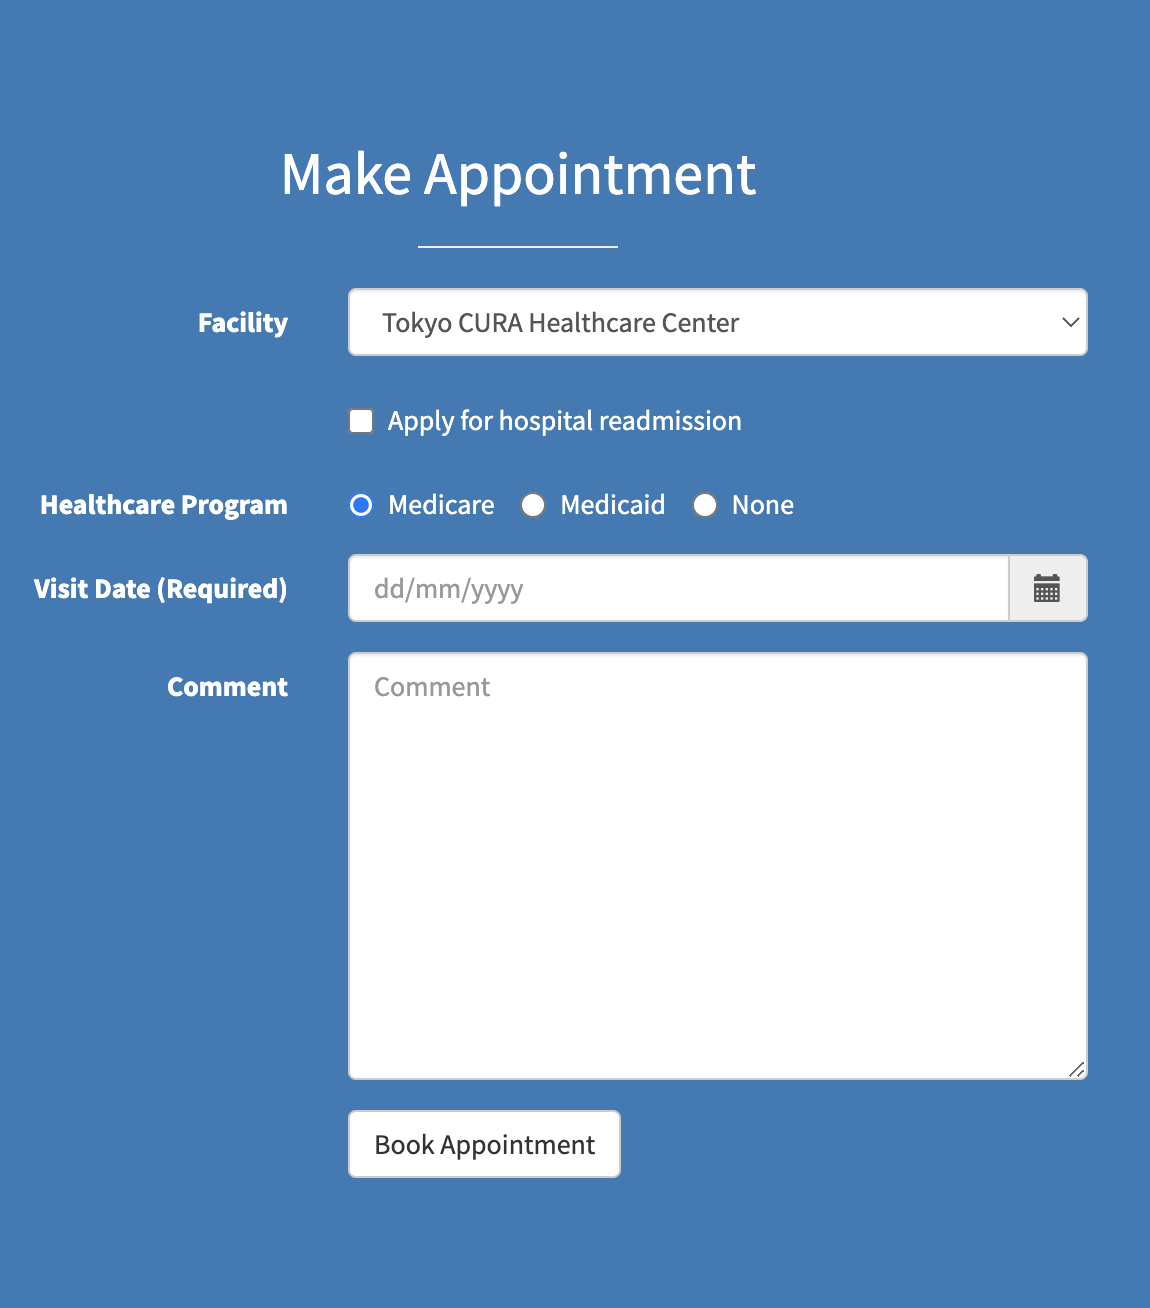 Make Appointment
Facility
Tokyo CURA Healthcare Center
Apply for hospital readmission
Healthcare Program
Medicare Medicaid None
Visit Date (Required)
dd/mm/yyyy
Comment
Comment
Book Appointment